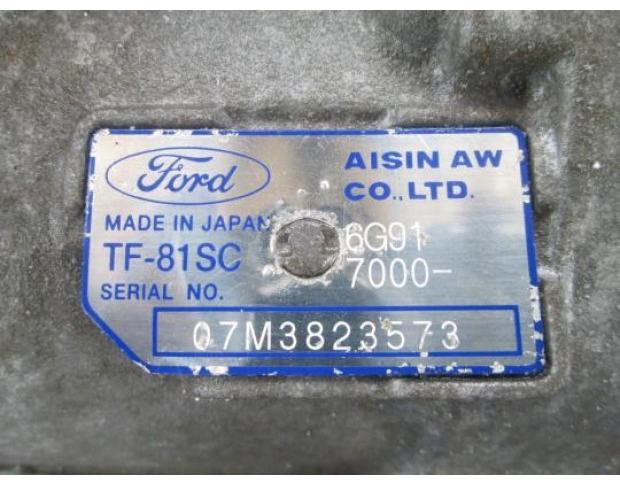 Ford
AISIN AW
CO.,LTD.
MADE IN JAPAN
TF-81SC
6G91
7000-
SERIAL NO.
07M3823573